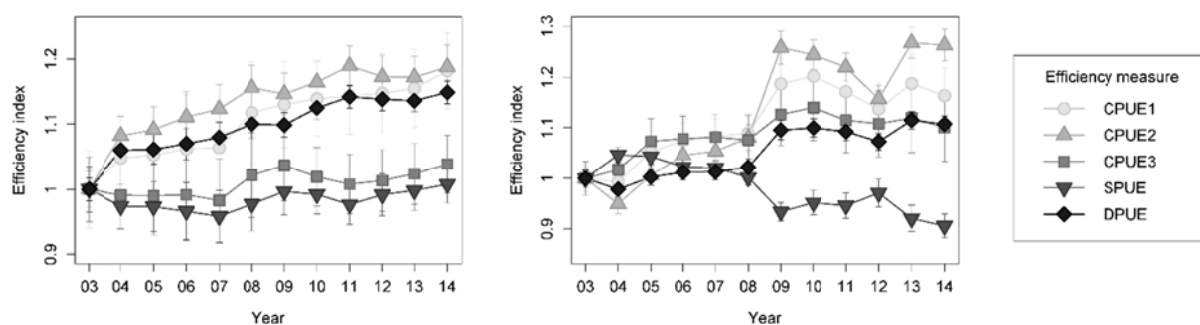 Efficiency index
1.2
1.1
1
0.9
03 04 05 06 07 08 09 10 11 12 13 14
Year
Efficiency index
1.3
1.2
1.1
1
0.9
03 04 05 06 07 08 09 10 11 12 13 14
Year
Efficiency measure
CPUE1
CPUE2
CPUE3
SPUE
DPUE